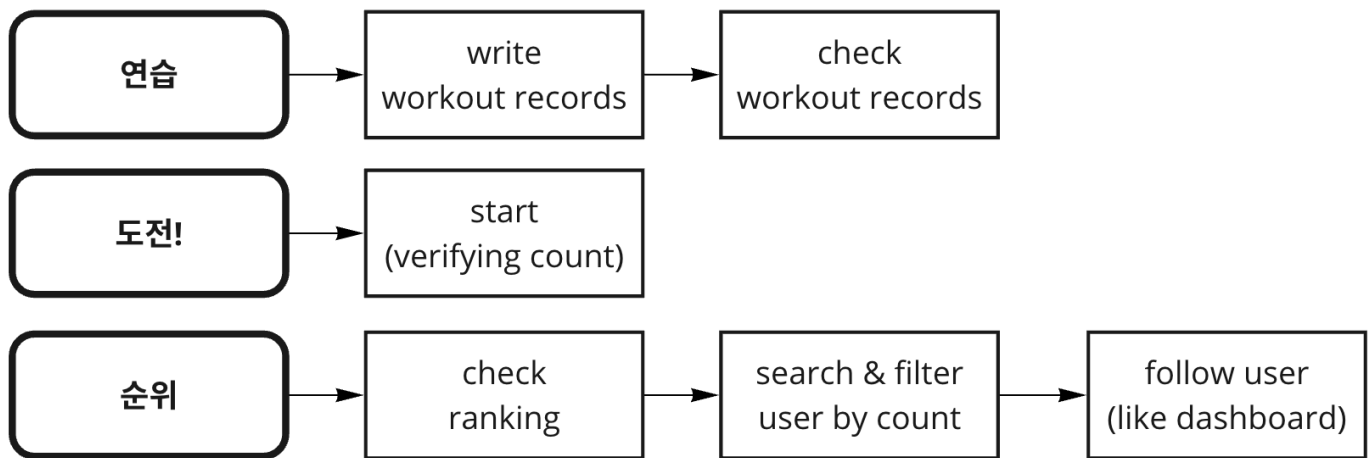 연습
write
workout records
check
workout records
도전!
start
(verifying count)
순위
check
ranking
search & filter
user by count
follow user
(like dashboard)